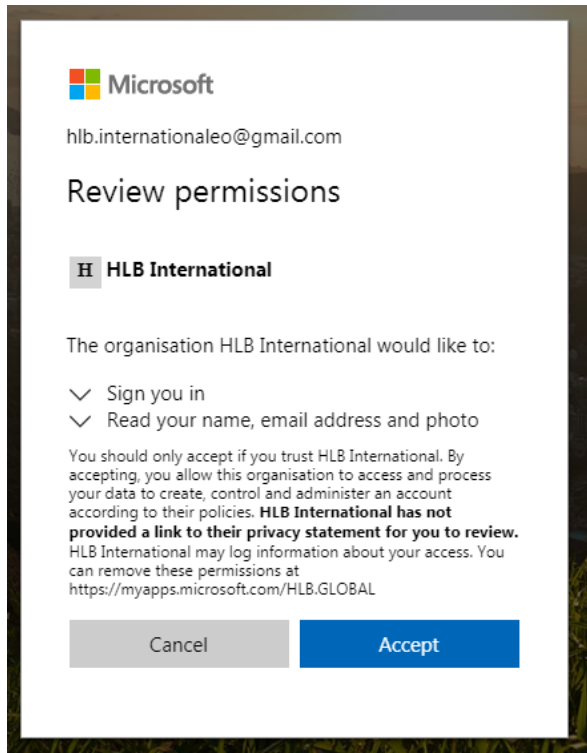 Microsoft
hlb.internationaleo@gmail.com
Review permissions
H HLB International
The organisation HLB International would like to:
Sign you in
Read your name, email address and photo
You should only accept if you trust HLB International. By
accepting, you allow this organisation to access and process
your data to create, control and administer an account
according to their policies. HLB International has not
provided a link to their privacy statement for you to review.
HLB International may log information about your access. You
can remove these permissions at
https://myapps.microsoft.com/HLB.GLOBAL
Cancel Accept